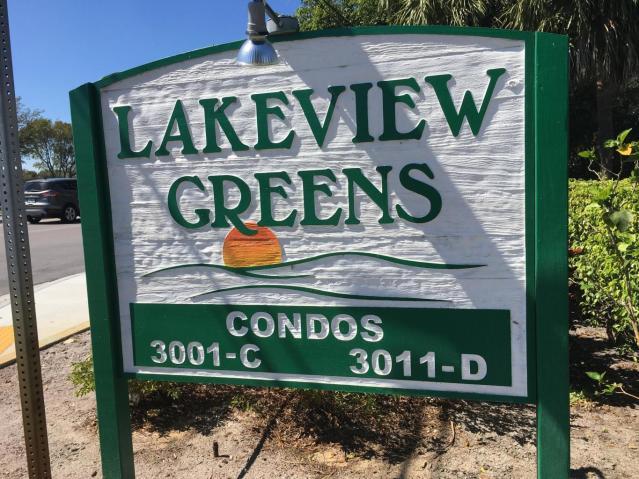 LAKEVIEW
GREENS
CONDOS
3001-C 3011-D